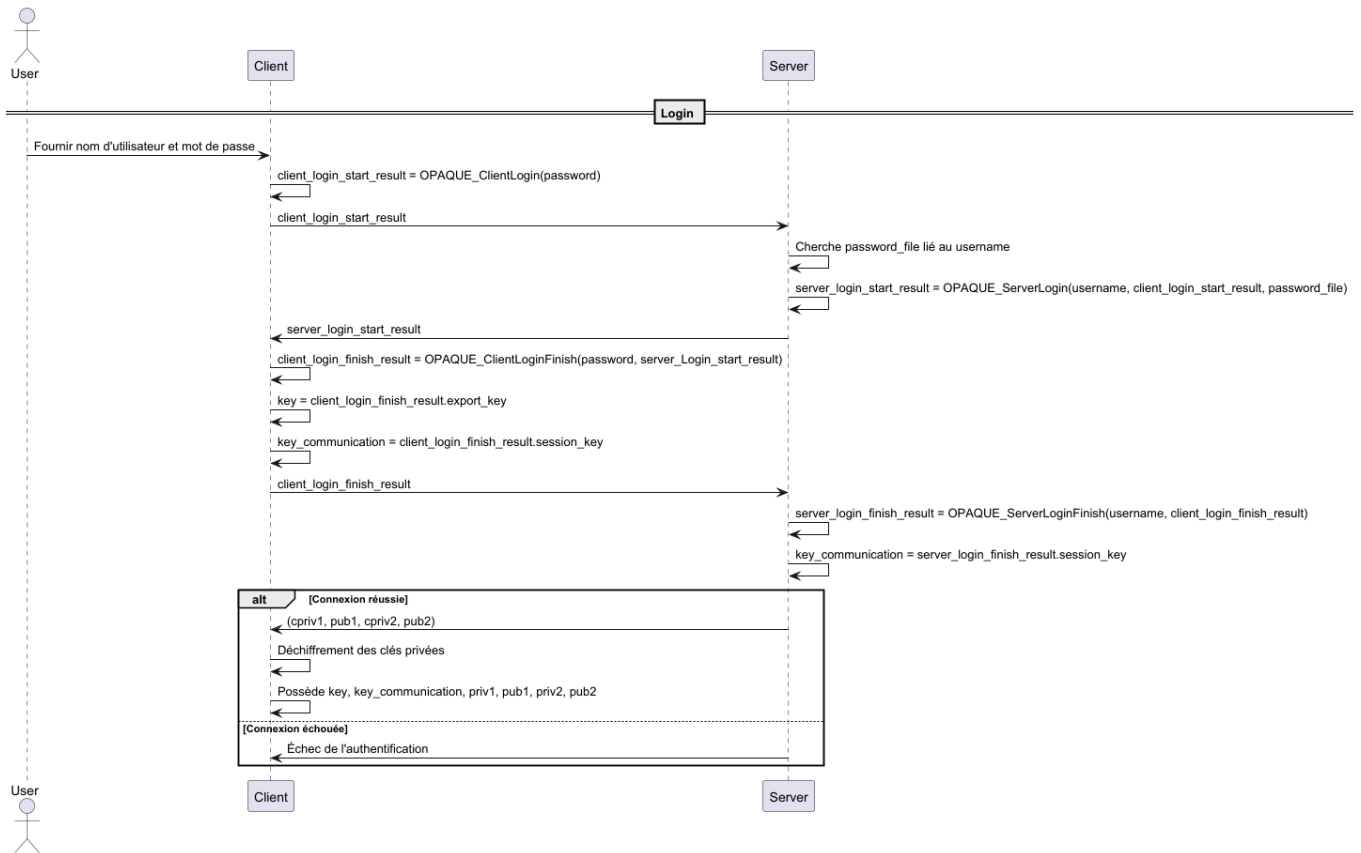 User
Client
Server
Login
Fournir nom d'utilisateur et mot de passe
client_login_start_result = OPAQUE_ClientLogin(password)
client_login_start_result
Cherche password_file lié au username
server_login_start_result = OPAQUE_ServerLogin(username, client_login_start_result, password_file)
server_login_start_result
client_login_finish_result = OPAQUE_ClientLoginFinish(password, server_Login_start_result)
key = client_login_finish_result.export_key
key_communication = client_login_finish_result.session_key
client_login_finish_result
server_login_finish_result = OPAQUE_ServerLoginFinish(username, client_login_finish_result)
key_communication = server_login_finish_result.session_key
alt [Connexion réussie]
(cpriv1, pub1, cpriv2, pub2)
Déchiffrement des clés privées
Possède key, key_communication, priv1, pub1, priv2, pub2
[Connexion échouée]
Échec de l'authentification
User
Client
Server